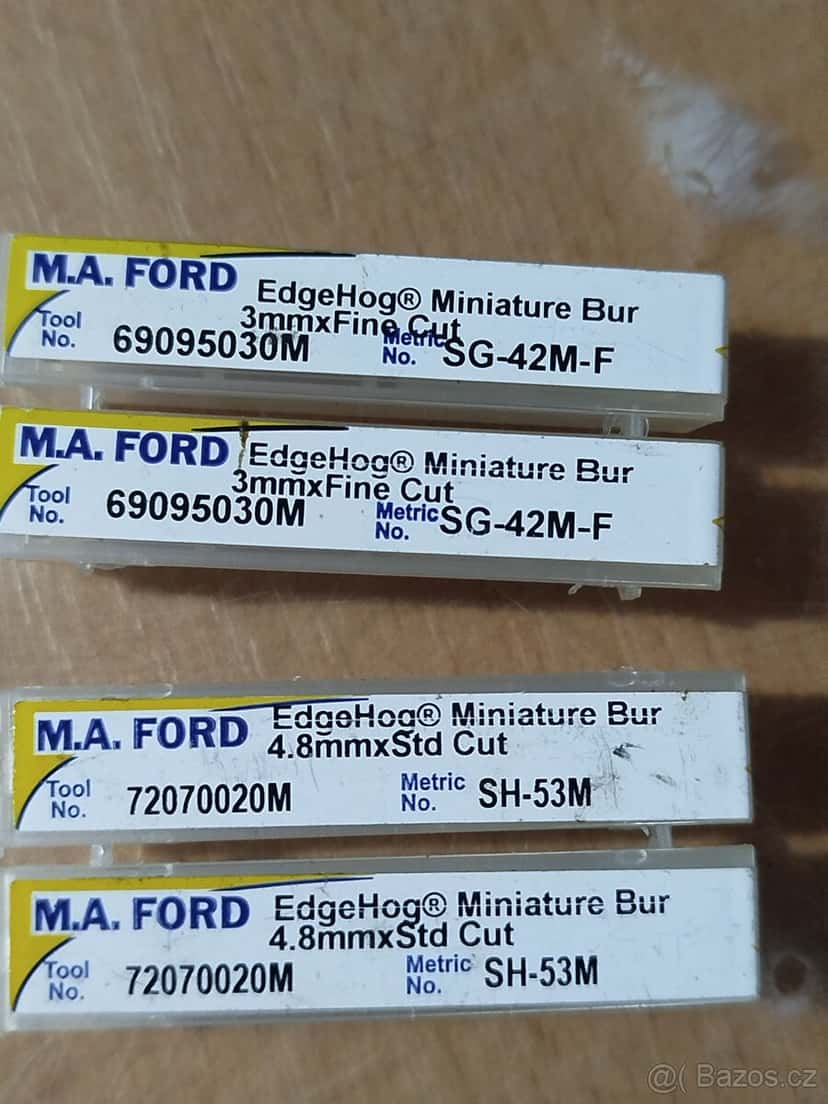 M.A. FORD EdgeHog® Miniature Bur
3mmxFine Cut
Tool No. 69095030M Metric No. SG-42M-F
M.A. FORD EdgeHog® Miniature Bur
3mmxFine Cut
Tool No. 69095030M Metric No. SG-42M-F
M.A. FORD EdgeHog® Miniature Bur
4.8mmxStd Cut
Tool No. 72070020M Metric No. SH-53M
M.A. FORD EdgeHog® Miniature Bur
4.8mmxStd Cut
Tool No. 72070020M Metric No. SH-53M
@( Bazos.cz